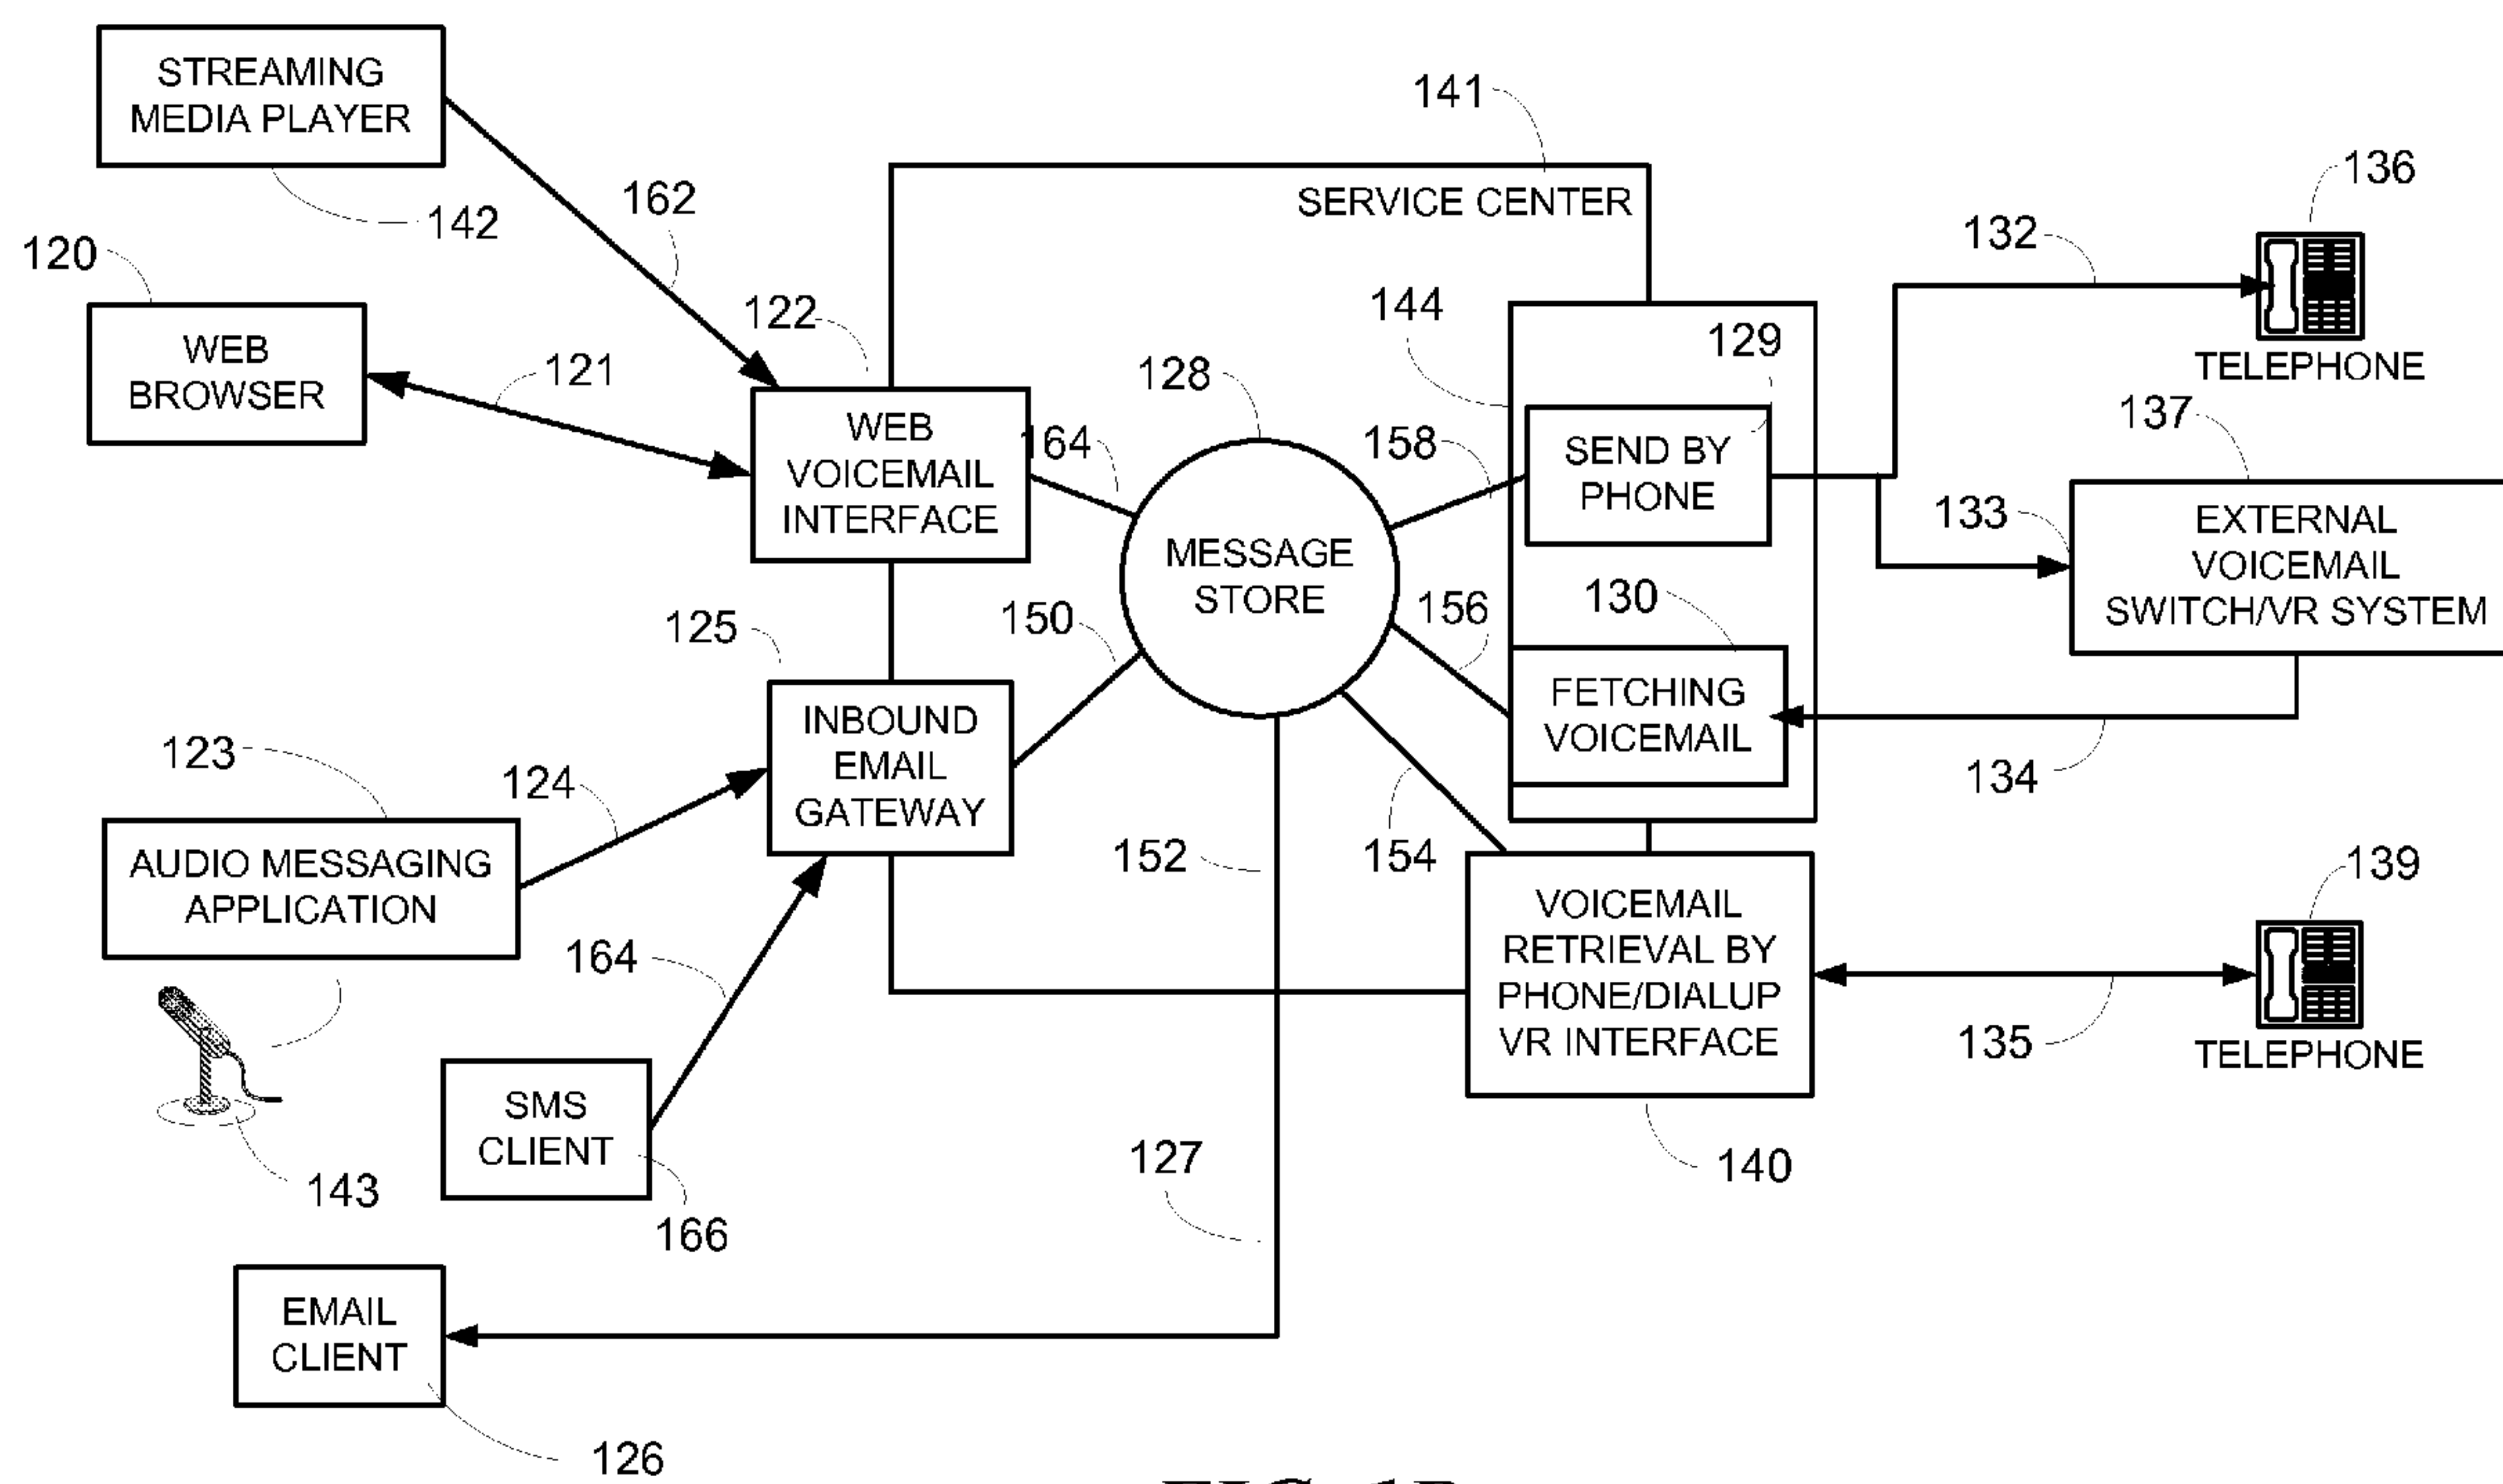 STREAMING
MEDIA PLAYER
142
162
141
SERVICE CENTER
136
132
TELEPHONE
120
WEB
BROWSER
121
122
WEB
VOICEMAIL
INTERFACE
164
128
MESSAGE
STORE
144
129
158
SEND BY
PHONE
137
133
EXTERNAL
VOICEMAIL
SWITCH/VR SYSTEM
125
150
156
130
FETCHING
VOICEMAIL
134
INBOUND
EMAIL
GATEWAY
123
124
AUDIO MESSAGING
APPLICATION
152
154
139
VOICEMAIL
RETRIEVAL BY
PHONE/DIALUP
VR INTERFACE
135
TELEPHONE
164
SMS
CLIENT
143
166
127
140
EMAIL
CLIENT
126